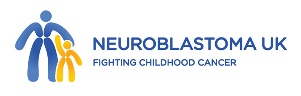 NEUROBLASTOMA UK
FIGHTING CHILDHOOD CANCER